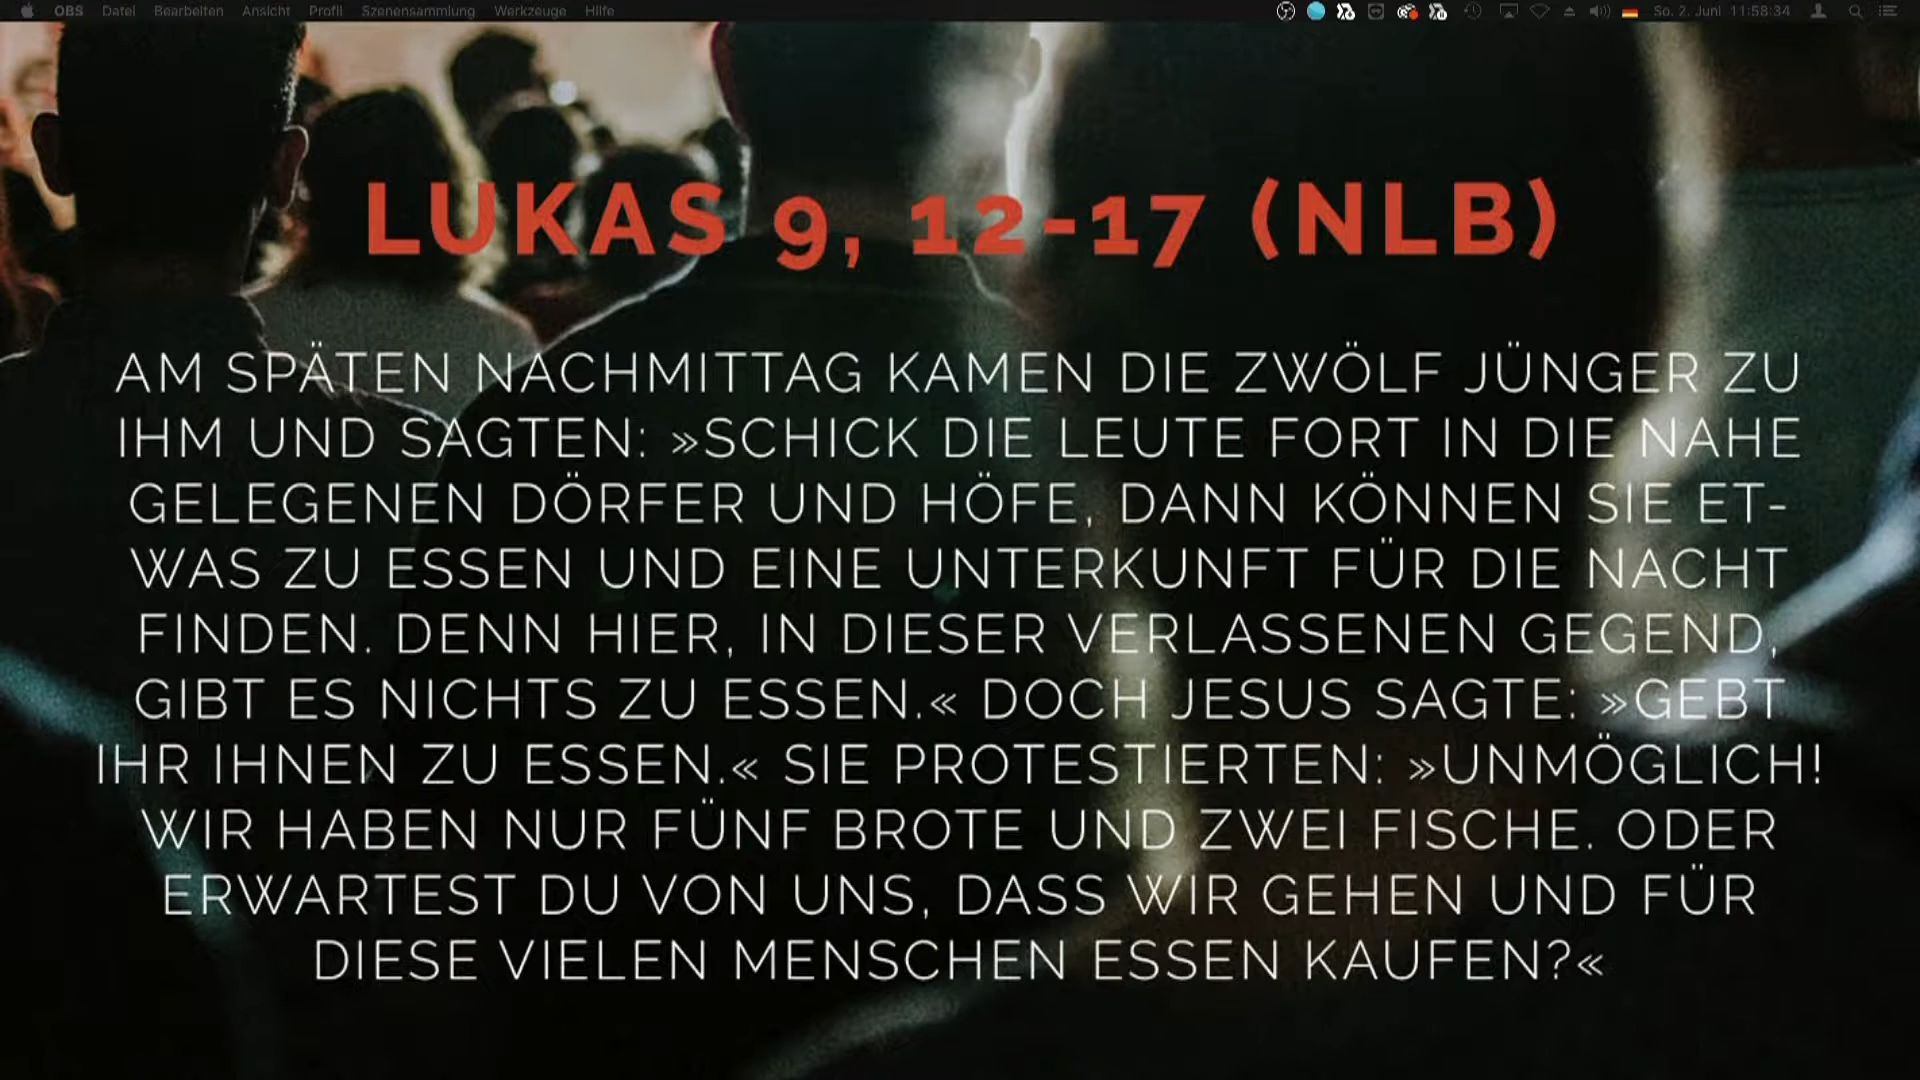 OBS Datei Bearbeiten Ansicht Profil Szenensammlung Werkzeuge Hilfe So. 2. Juni 11:58:34
LUKAS 9, 12-17 (NLB)
AM SPÄTEN NACHMITTAG KAMEN DIE ZWÖLF JÜNGER ZU
IHM UND SAGTEN: »SCHICK DIE LEUTE FORT IN DIE NAHE
GELEGENEN DÖRFER UND HÖFE, DANN KÖNNEN SIE ET-
WAS ZU ESSEN UND EINE UNTERKUNFT FÜR DIE NACHT
FINDEN. DENN HIER, IN DIESER VERLASSENEN GEGEND,
GIBT ES NICHTS ZU ESSEN.« DOCH JESUS SAGTE: »GEBT
IHR IHNEN ZU ESSEN.« SIE PROTESTIERTEN: »UNMÖGLICH!
WIR HABEN NUR FÜNF BROTE UND ZWEI FISCHE. ODER
ERWARTEST DU VON UNS, DASS WIR GEHEN UND FÜR
DIESE VIELEN MENSCHEN ESSEN KAUFEN?«